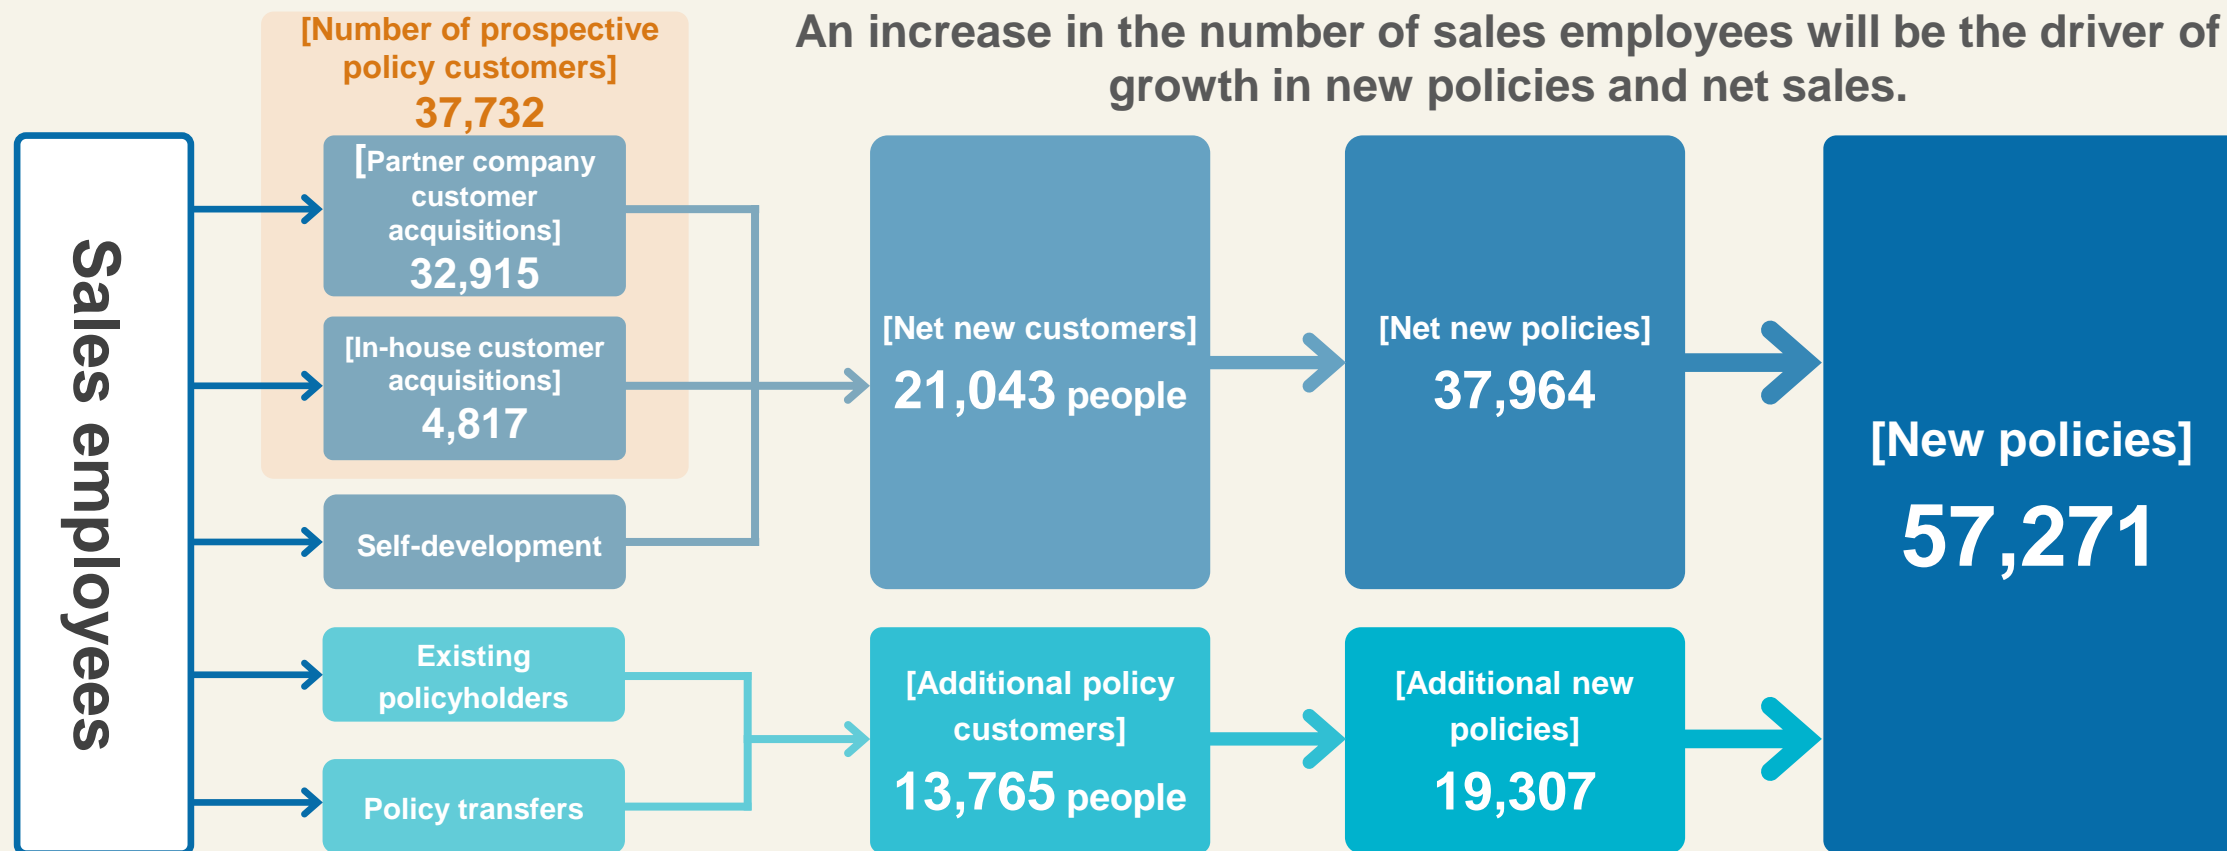 An increase in the number of sales employees will be the driver of
growth in new policies and net sales.
Sales employees
[Number of prospective
policy customers]
37,732
[Partner company
customer
acquisitions]
32,915
[In-house customer
acquisitions]
4,817
Self-development
Existing
policyholders
Policy transfers
[Net new customers]
21,043 people
[Additional policy
customers]
13,765 people
[Net new policies]
37,964
[Additional new
policies]
19,307
[New policies]
57,271